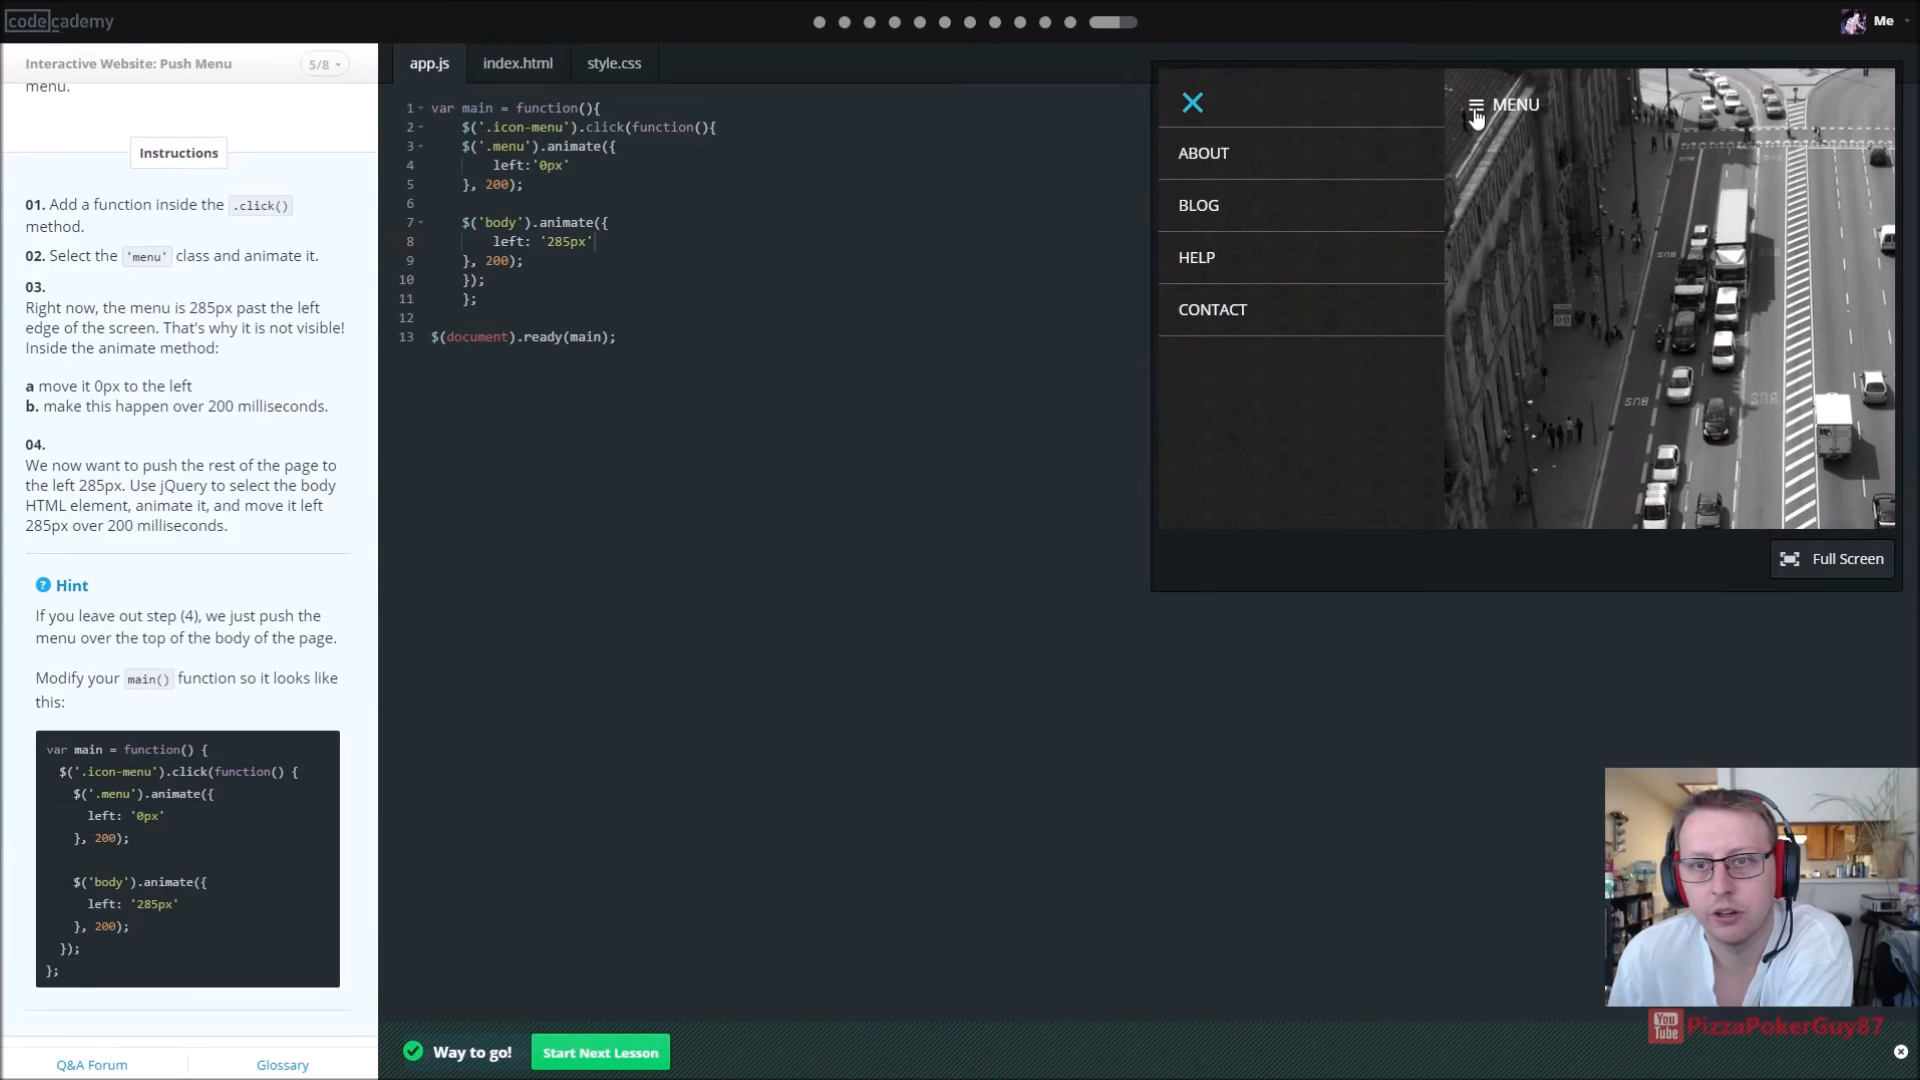 codecademy
Me
Interactive Website: Push Menu
5/8
menu.
Instructions
01. Add a function inside the .click()
method.
02. Select the 'menu' class and animate it.
03.
Right now, the menu is 285px past the left
edge of the screen. That's why it is not visible!
Inside the animate method:
a move it 0px to the left
b. make this happen over 200 milliseconds.
04.
We now want to push the rest of the page to
the left 285px. Use jQuery to select the body
HTML element, animate it, and move it left
285px over 200 milliseconds.
Hint
If you leave out step (4), we just push the
menu over the top of the body of the page.
Modify your main() function so it looks like
this:
var main = function() {
$('.icon-menu').click(function() {
$('.menu').animate({
left: '0px'
}, 200);
$('body').animate({
left: '285px'
}, 200);
});
};
Q&A Forum
Glossary
app.js
index.html
style.css
1 var main = function(){
2 $('.icon-menu').click(function(){
3 $('.menu').animate({
4 left:'0px'
5 }, 200);
6
7 $('body').animate({
8 left: '285px'
9 }, 200);
10 });
11 };
12
13 $(document).ready(main);
MENU
ABOUT
BLOG
HELP
CONTACT
BUS
BUS
BUS
BUS
Full Screen
Way to go!
Start Next Lesson
You Tube PizzaPokerGuy87